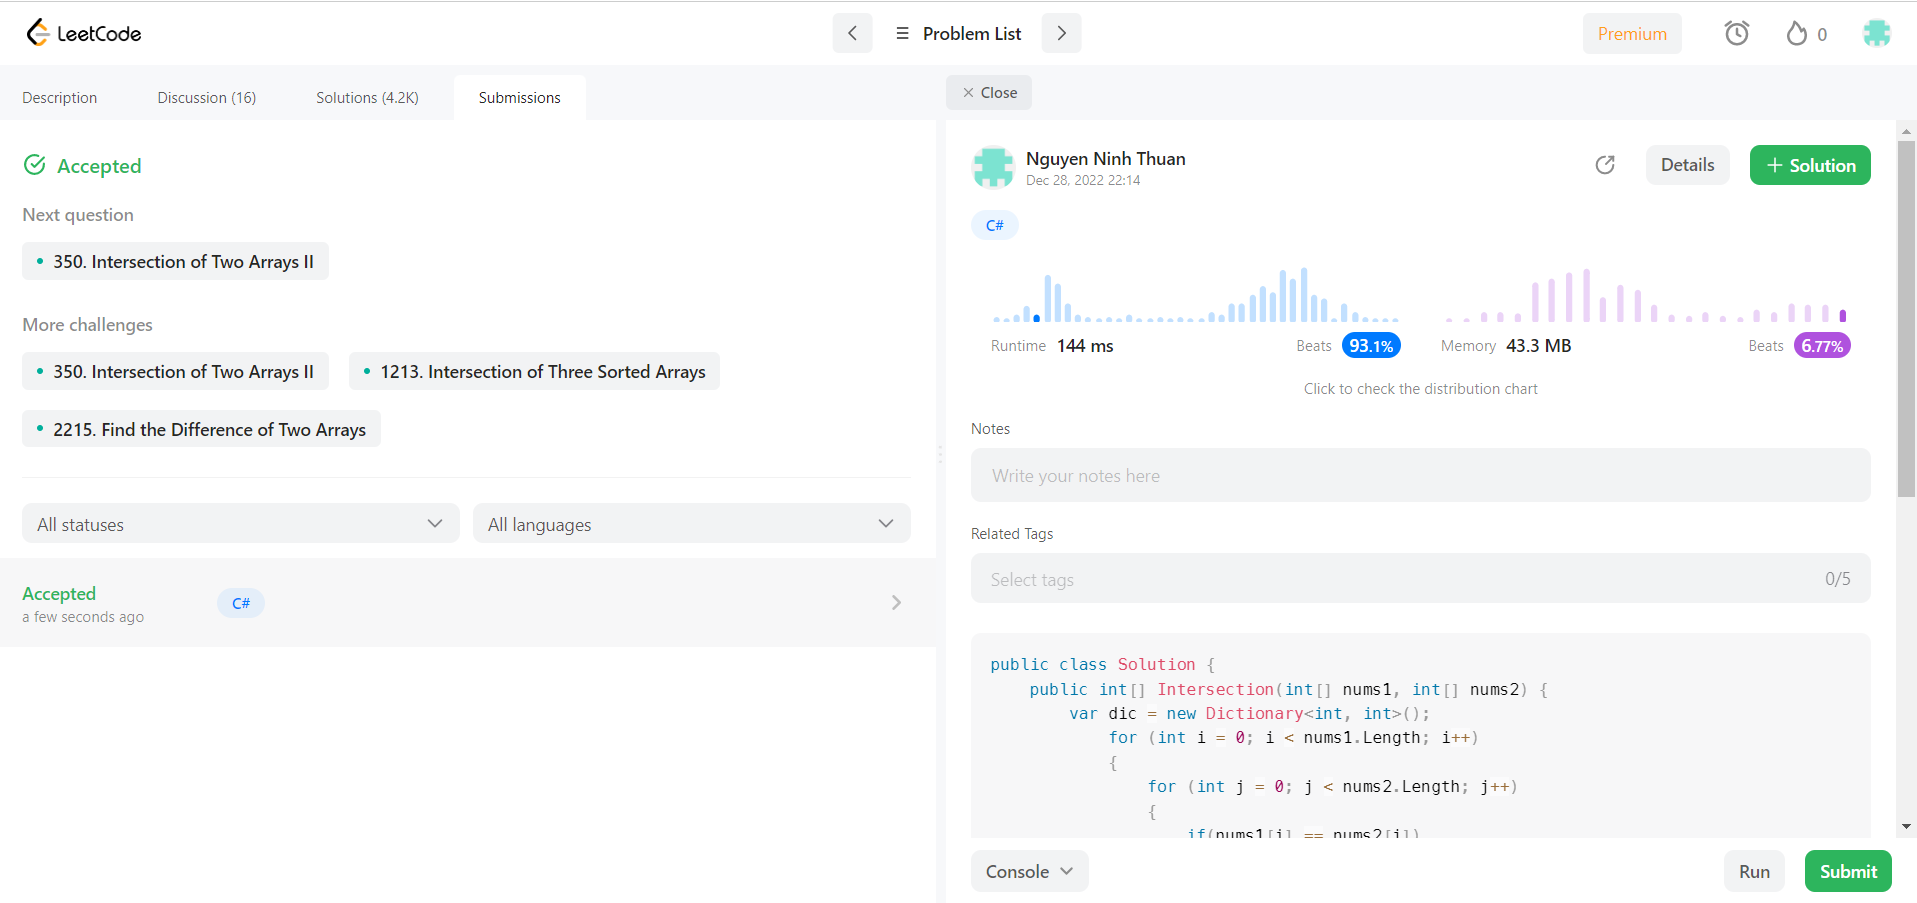 LeetCode
Problem List
Premium
0
Description
Discussion (16)
Solutions (4.2K)
Submissions
Accepted
Next question
350. Intersection of Two Arrays II
More challenges
350. Intersection of Two Arrays II
1213. Intersection of Three Sorted Arrays
2215. Find the Difference of Two Arrays
All statuses
All languages
Accepted
a few seconds ago
C#
Close
Nguyen Ninh Thuan
Dec 28, 2022 22:14
Details
+ Solution
C#
Runtime 144 ms
Beats 93.1%
Memory 43.3 MB
Beats 6.77%
Click to check the distribution chart
Notes
Write your notes here
Related Tags
Select tags
0/5
public class Solution {
public int[] Intersection(int[] nums1, int[] nums2) {
var dic = new Dictionary<int, int>();
for (int i = 0; i < nums1.Length; i++)
{
for (int j = 0; j < nums2.Length; j++)
{
if(nums1[i] == nums2[j])
Console
Run
Submit